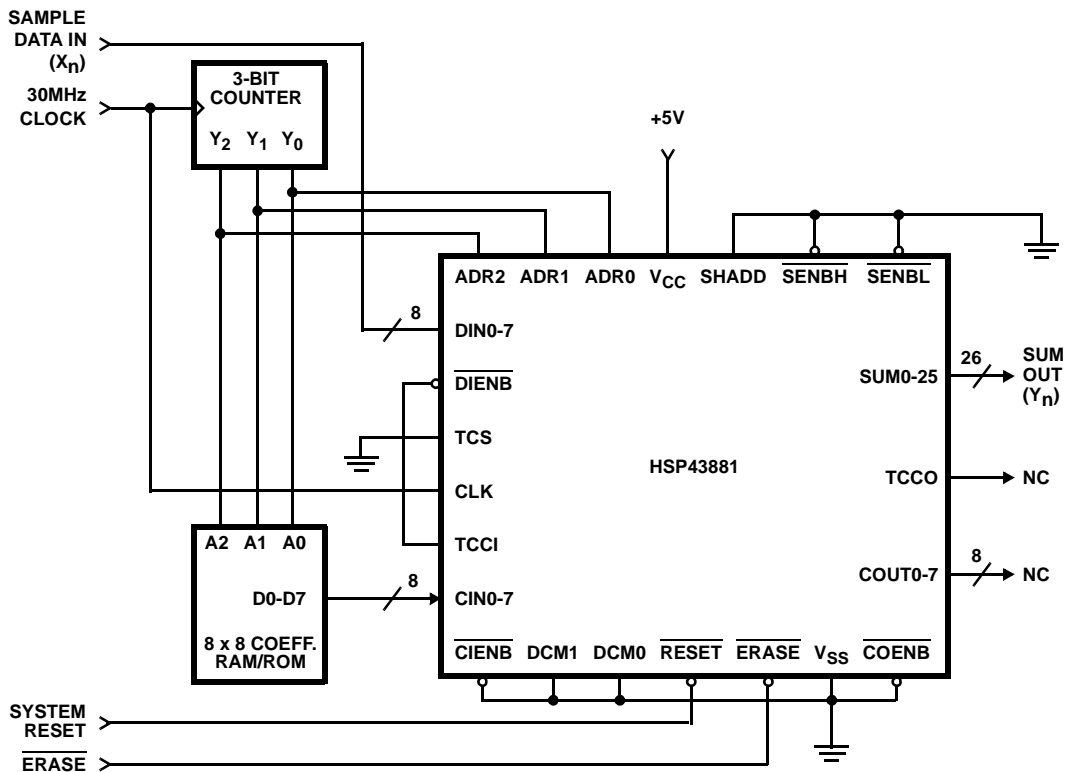 SAMPLE
DATA IN
(Xn)
30MHz
CLOCK
3-BIT
COUNTER
Y2 Y1 Y0
+5V
ADR2 ADR1 ADR0 VCC SHADD SENBH SENBL
8
DIN0-7
DIENB
TCS
CLK
TCCI
8
CIN0-7
HSP43881
26
SUM0-25
SUM
OUT
(Yn)
TCCO
NC
8
COUT0-7
NC
A2 A1 A0
D0-D7
8 x 8 COEFF.
RAM/ROM
CIENB DCM1 DCM0 RESET ERASE VSS COENB
SYSTEM
RESET
ERASE